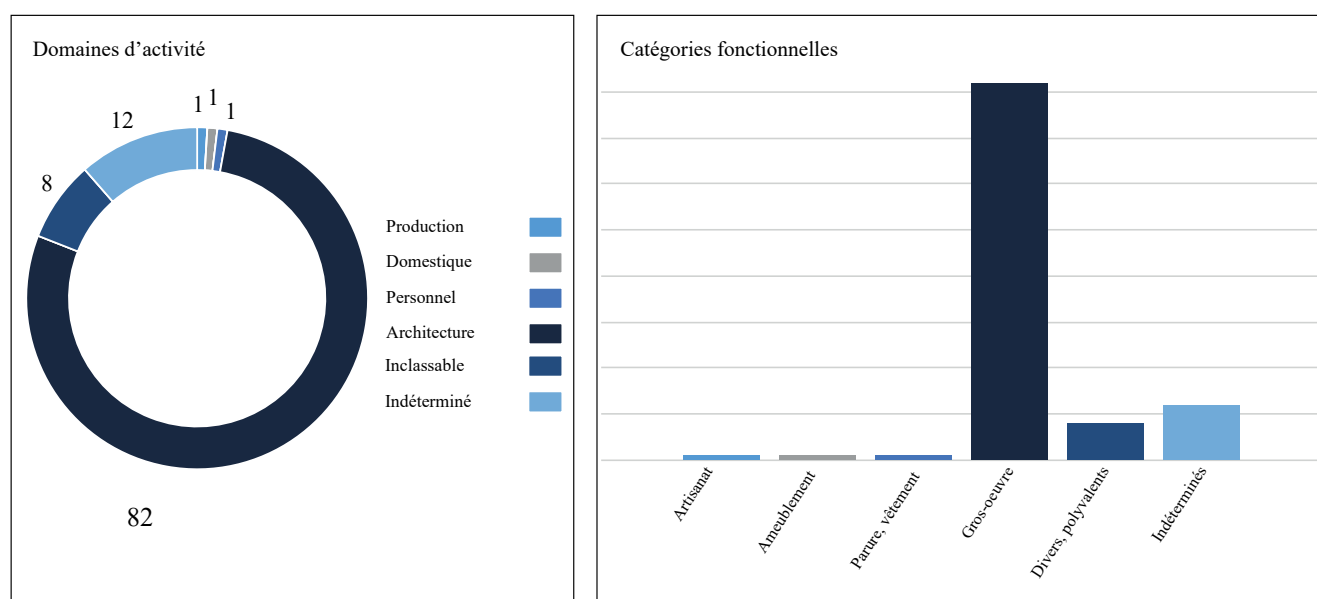 Domaines d’activité
1
1
1
12
8
82
Production
Domestique
Personnel
Architecture
Inclassable
Indéterminé
Catégories fonctionnelles
Artisanat
Ameublement
Parure, vêtement
Gros-oeuvre
Divers, polyvalents
Indéterminés